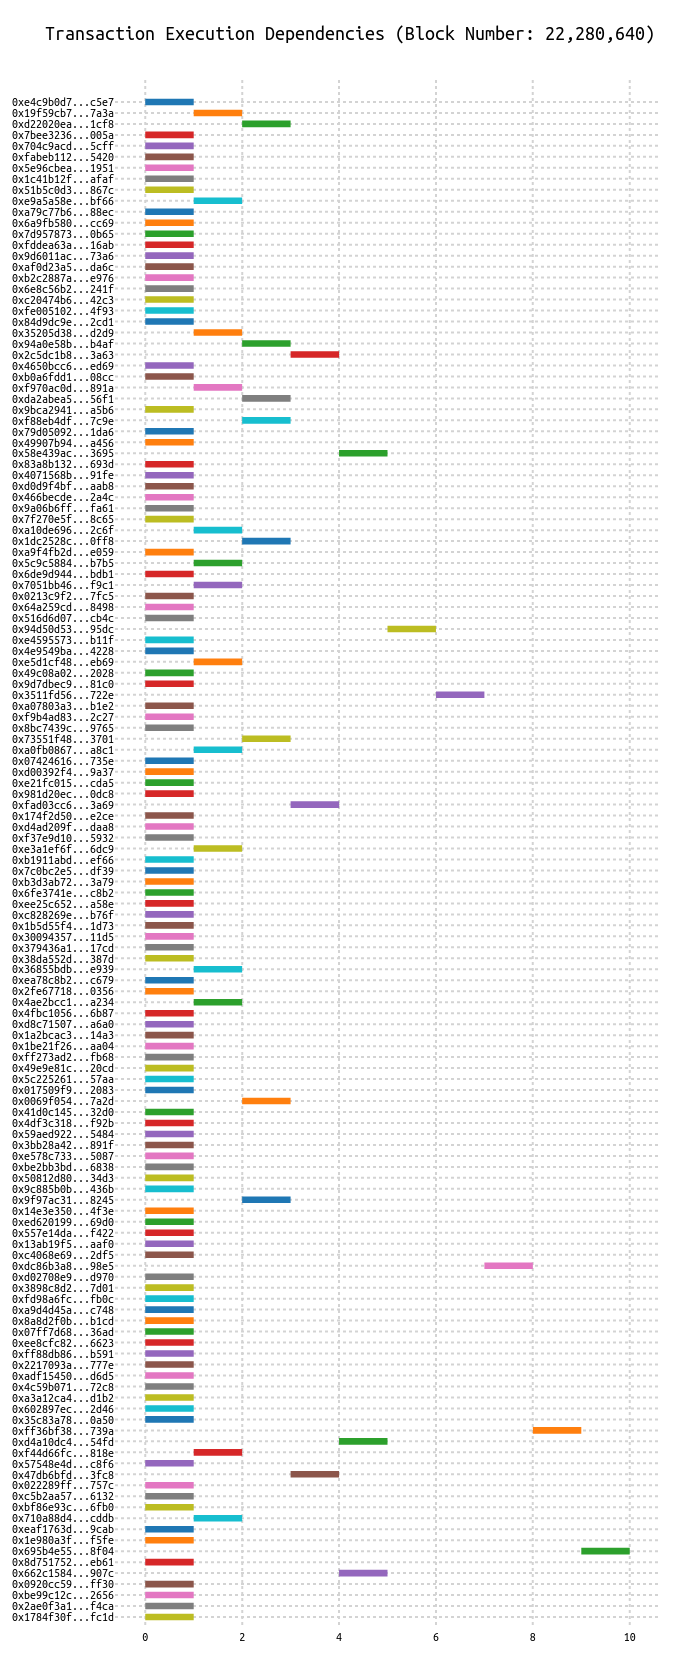 Transaction Execution Dependencies (Block Number: 22,280,640)
0xe4c9b0d7...c5e7
0x19f59cb7...7a3a
0xd22020ea...1cf8
0x7bee3236...005a
0x704c9acd...5cff
0xfabeb112...5420
0x5e96cbea...1951
0x1c41b12f...afaf
0x51b5c0d3...867c
0xe9a5a58e...bf66
0xa79c77b6...88ec
0x6a9fb580...cc69
0x7d957873...0b65
0xfddea63a...16ab
0x9d6011ac...73a6
0xaf0d23a5...da6c
0xb2c2887a...e976
0x6e8c56b2...241f
0xc20474b6...42c3
0xfe005102...4f93
0x84d9dc9e...2cd1
0x35205d38...d2d9
0x94a0e58b...b4af
0x2c5dc1b8...3a63
0x4650bcc6...ed69
0xb0a6fdd1...08cc
0xf970ac0d...891a
0xda2abea5...56f1
0x9bca2941...a5b6
0xf88eb4df...7c9e
0x79d05092...1da6
0x49907b94...a456
0x58e439ac...3695
0x83a8b132...693d
0x4071568b...91fe
0xd0d9f4bf...aab8
0x466becde...2a4c
0x9a06b6ff...fa61
0x7f270e5f...8c65
0xa10de696...2c6f
0x1dc2528c...0ff8
0xa9f4fb2d...e059
0x5c9c5884...b7b5
0x6de9d944...bdb1
0x7051bb46...f9c1
0x0213c9f2...7fc5
0x64a259cd...8498
0x516d6d07...cb4c
0x94d50d53...95dc
0xe4595573...b11f
0x4e9549ba...4228
0xe5d1cf48...eb69
0x49c08a02...2028
0x9d7dbec9...81c0
0x3511fd56...722e
0xa07803a3...b1e2
0xf9b4ad83...2c27
0x8bc7439c...9765
0x73551f48...3701
0xa0fb0867...a8c1
0x07424616...735e
0xd00392f4...9a37
0xe21fc015...cda5
0x981d20ec...0dc8
0xfad03cc6...3a69
0x174f2d50...e2ce
0xd4ad209f...daa8
0xf37e9d10...5932
0xe3a1ef6f...6dc9
0xb1911abd...ef66
0x7c0bc2e5...df39
0xb3d3ab72...3a79
0x6fe3741e...c8b2
0xee25c652...a58e
0xc828269e...b76f
0x1b5d55f4...1d73
0x30094357...11d5
0x379436a1...17cd
0x38da552d...387d
0x36855bdb...e939
0xea78c8b2...c679
0x2fe67718...0356
0x4ae2bcc1...a234
0x4fbc1056...6b87
0xd8c71507...a6a0
0x1a2bcac3...14a3
0x1be21f26...aa04
0xff273ad2...fb68
0x49e9e81c...20cd
0x5c225261...57aa
0x017509f9...2083
0x0069f054...7a2d
0x41d0c145...32d0
0x4df3c318...f92b
0x59aed922...5484
0x3bb28a42...891f
0xe578c733...5087
0xbe2bb3bd...6838
0x50812d80...34d3
0x9c885b0b...436b
0x9f97ac31...8245
0x14e3e350...4f3e
0xed620199...69d0
0x557e14da...f422
0x13ab19f5...aaf0
0xc4068e69...2df5
0xdc86b3a8...98e5
0xd02708e9...d970
0x3898c8d2...7d01
0xfd98a6fc...fb0c
0xa9d4d45a...c748
0x8a8d2f0b...b1cd
0x07ff7d68...36ad
0xee8cfc82...6623
0xff88db86...b591
0x2217093a...777e
0xadf15450...d6d5
0x4c59b071...72c8
0xa3a12ca4...d1b2
0x602897ec...2d46
0x35c83a78...0a50
0xff36bf38...739a
0xd4a10dc4...54fd
0xf44d66fc...818e
0x57548e4d...c8f6
0x47db6bfd...3fc8
0x022289ff...757c
0xc5b2aa57...6132
0xbf86e93c...6fb0
0x710a88d4...cddb
0xeaf1763d...9cab
0x1e980a3f...f5fe
0x695b4e55...8f04
0x8d751752...eb61
0x662c1584...907c
0x0920cc59...ff30
0xbe99c12c...2656
0x2ae0f3a1...f4ca
0x1784f30f...fc1d
0 2 4 6 8 10